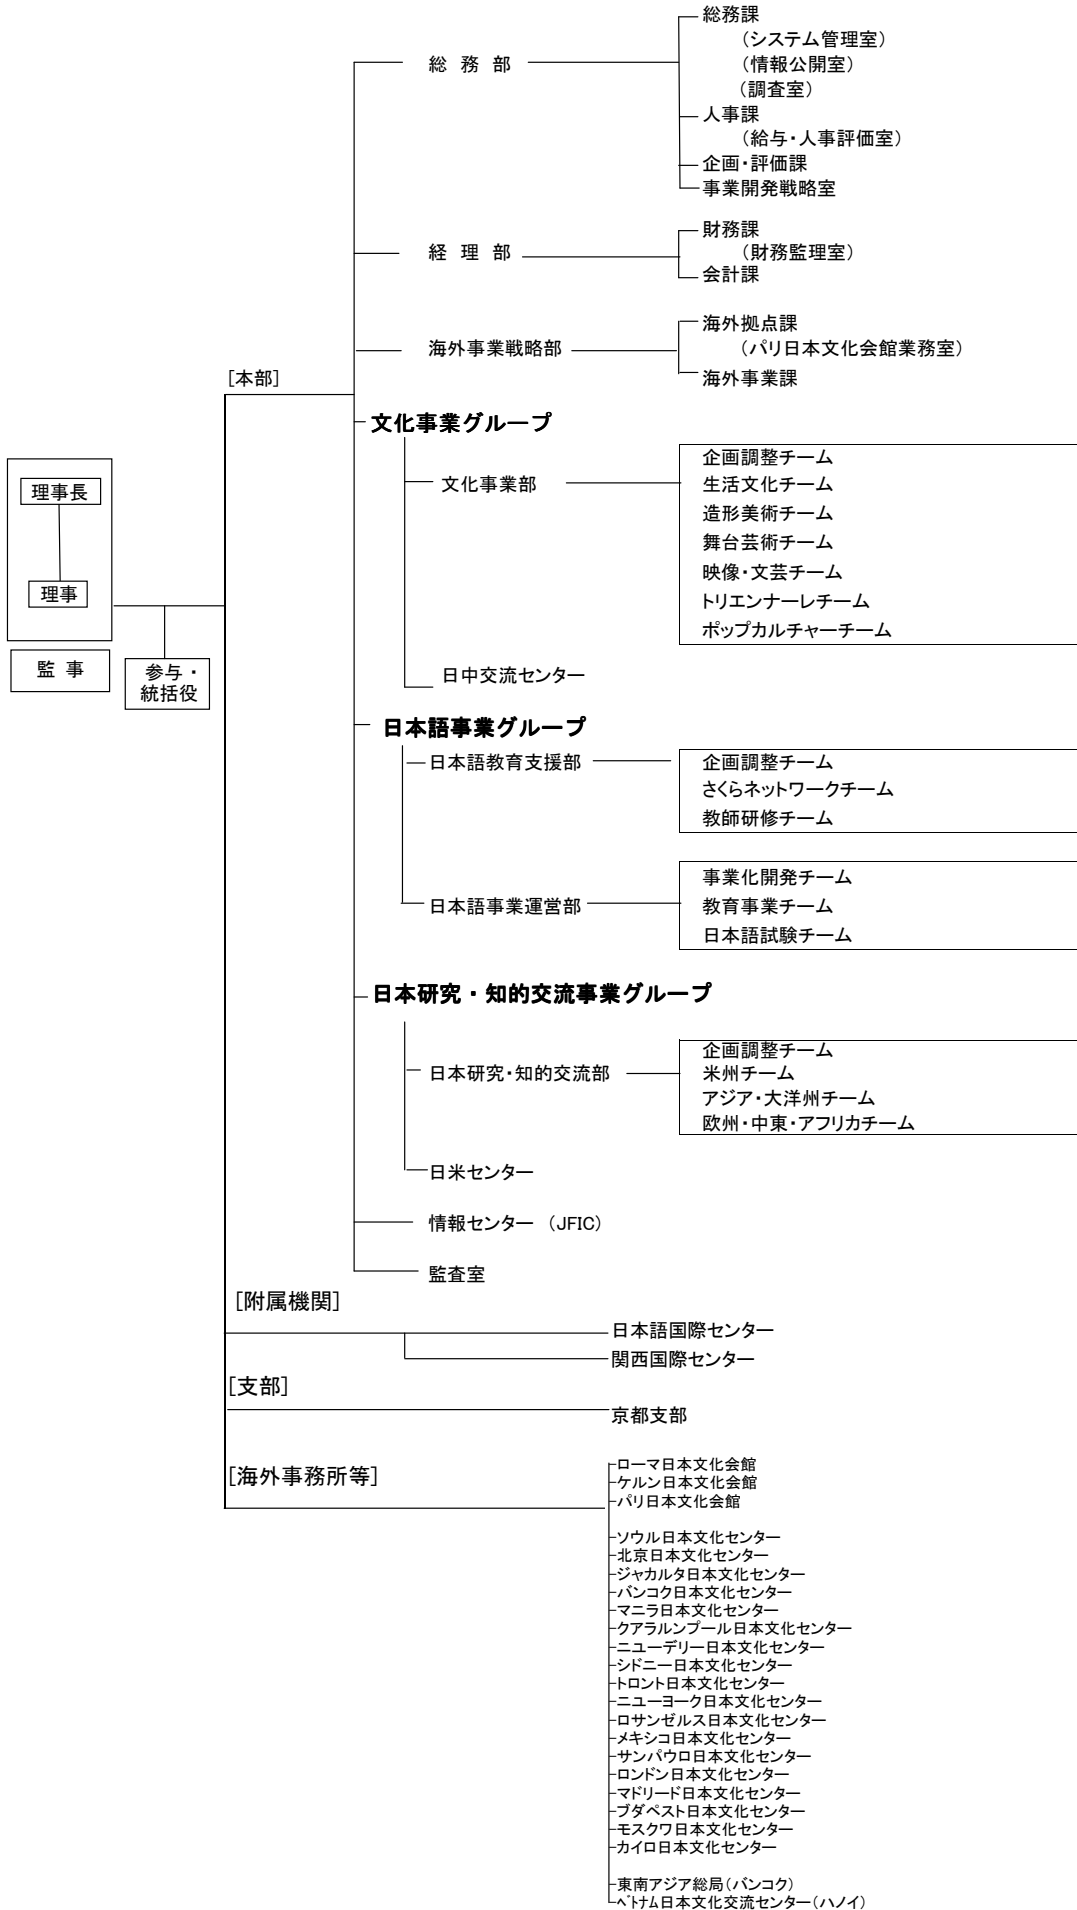 総務課
（システム管理室）
総 務 部
（情報公開室）
（調査室）
人事課
（給与・人事評価室）
企画・評価課
事業開発戦略室
財務課
経 理 部
（財務監理室）
会計課
海外拠点課
海外事業戦略部
（パリ日本文化会館業務室）
海外事業課
[本部]
文化事業グループ
企画調整チーム
文化事業部
生活文化チーム
理事長
造形美術チーム
舞台芸術チーム
映像・文芸チーム
理事
トリエンナーレチーム
ポップカルチャーチーム
監 事
参与・
統括役
日中交流センター
日本語事業グループ
日本語教育支援部
企画調整チーム
さくらネットワークチーム
教師研修チーム
事業化開発チーム
日本語事業運営部
教育事業チーム
日本語試験チーム
日本研究・知的交流事業グループ
企画調整チーム
日本研究・知的交流部
米州チーム
アジア・大洋州チーム
欧州・中東・アフリカチーム
日米センター
情報センター （JFIC）
監査室
[附属機関]
日本語国際センター
関西国際センター
[支部]
京都支部
[海外事務所等]
ローマ日本文化会館
ケルン日本文化会館
パリ日本文化会館
ソウル日本文化センター
北京日本文化センター
ジャカルタ日本文化センター
バンコク日本文化センター
マニラ日本文化センター
クアラルンプール日本文化センター
ニューデリー日本文化センター
シドニー日本文化センター
トロント日本文化センター
ニューヨーク日本文化センター
ロサンゼルス日本文化センター
メキシコ日本文化センター
サンパウロ日本文化センター
ロンドン日本文化センター
マドリード日本文化センター
ブダペスト日本文化センター
モスクワ日本文化センター
カイロ日本文化センター
東南アジア総局（バンコク）
ベトナム日本文化交流センター（ハノイ）